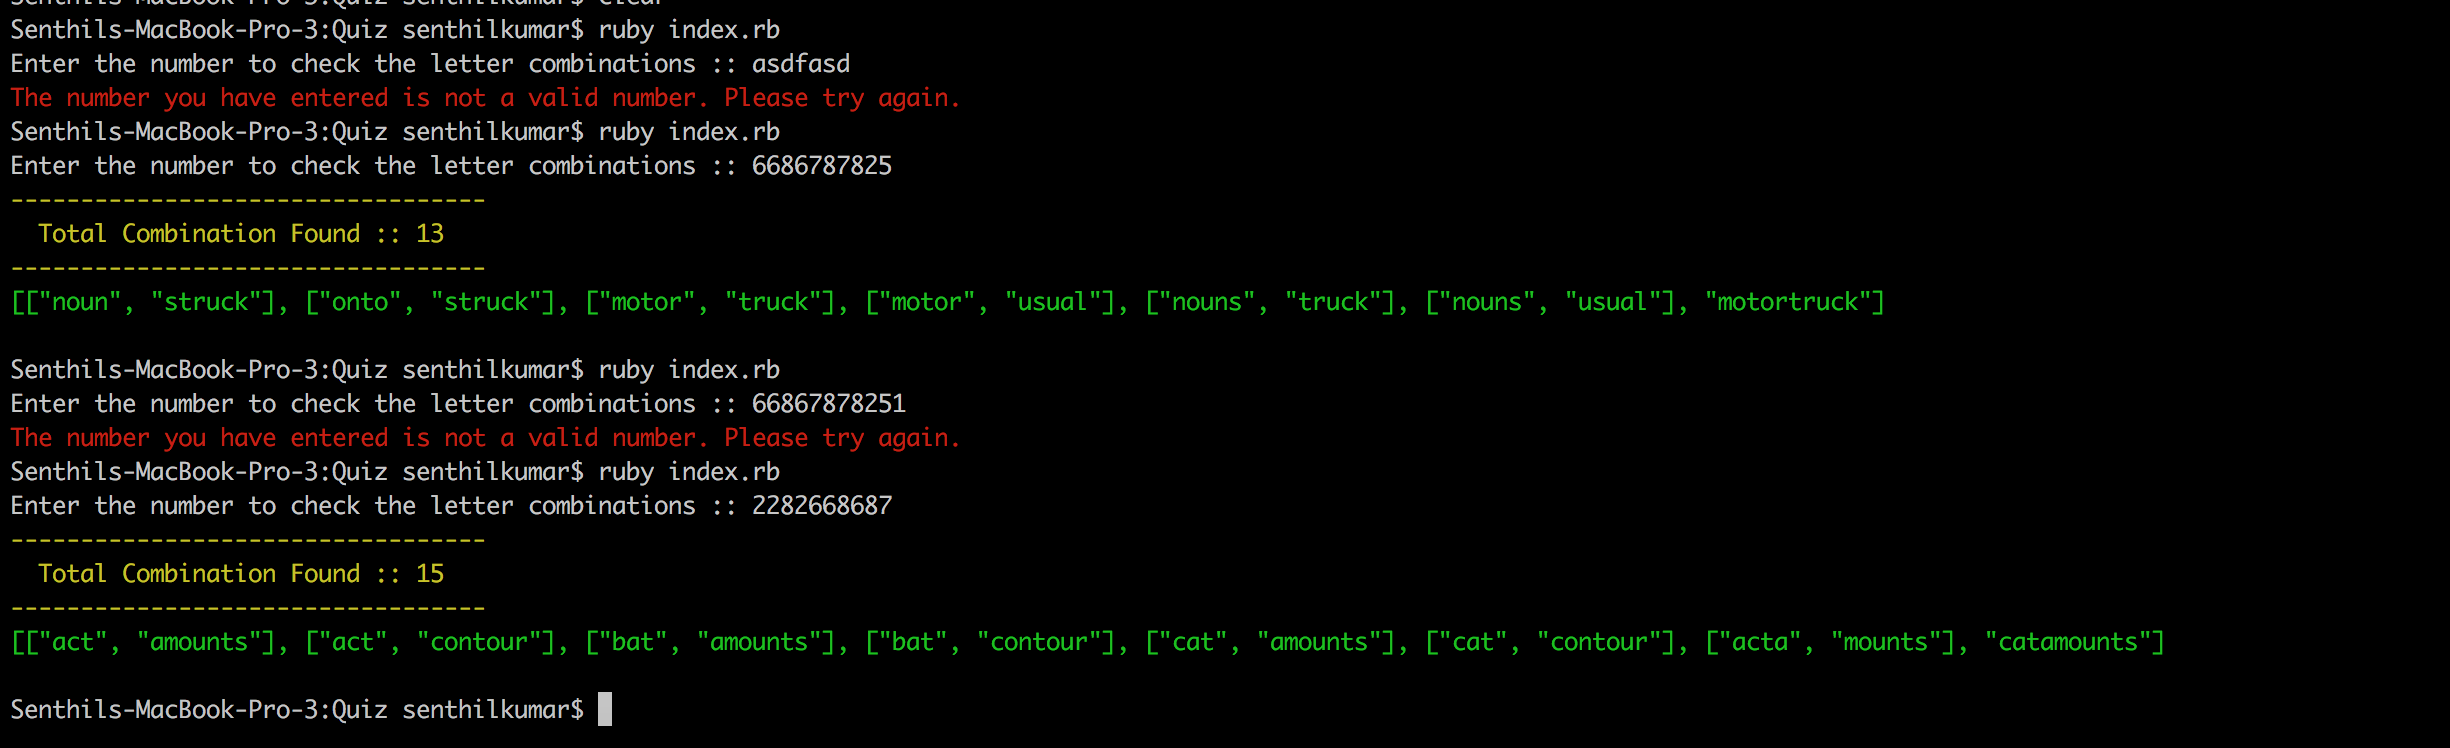 Senthils-MacBook-Pro-3:Quiz senthilkumar$ clear
Senthils-MacBook-Pro-3:Quiz senthilkumar$ ruby index.rb
Enter the number to check the letter combinations :: asdfasd
The number you have entered is not a valid number. Please try again.
Senthils-MacBook-Pro-3:Quiz senthilkumar$ ruby index.rb
Enter the number to check the letter combinations :: 6686787825
----------------------------------
  Total Combination Found :: 13
----------------------------------
[["noun", "struck"], ["onto", "struck"], ["motor", "truck"], ["motor", "usual"], ["nouns", "truck"], ["nouns", "usual"], "motortruck"]
Senthils-MacBook-Pro-3:Quiz senthilkumar$ ruby index.rb
Enter the number to check the letter combinations :: 66867878251
The number you have entered is not a valid number. Please try again.
Senthils-MacBook-Pro-3:Quiz senthilkumar$ ruby index.rb
Enter the number to check the letter combinations :: 2282668687
----------------------------------
  Total Combination Found :: 15
----------------------------------
[["act", "amounts"], ["act", "contour"], ["bat", "amounts"], ["bat", "contour"], ["cat", "amounts"], ["cat", "contour"], ["acta", "mounts"], "catamounts"]
Senthils-MacBook-Pro-3:Quiz senthilkumar$